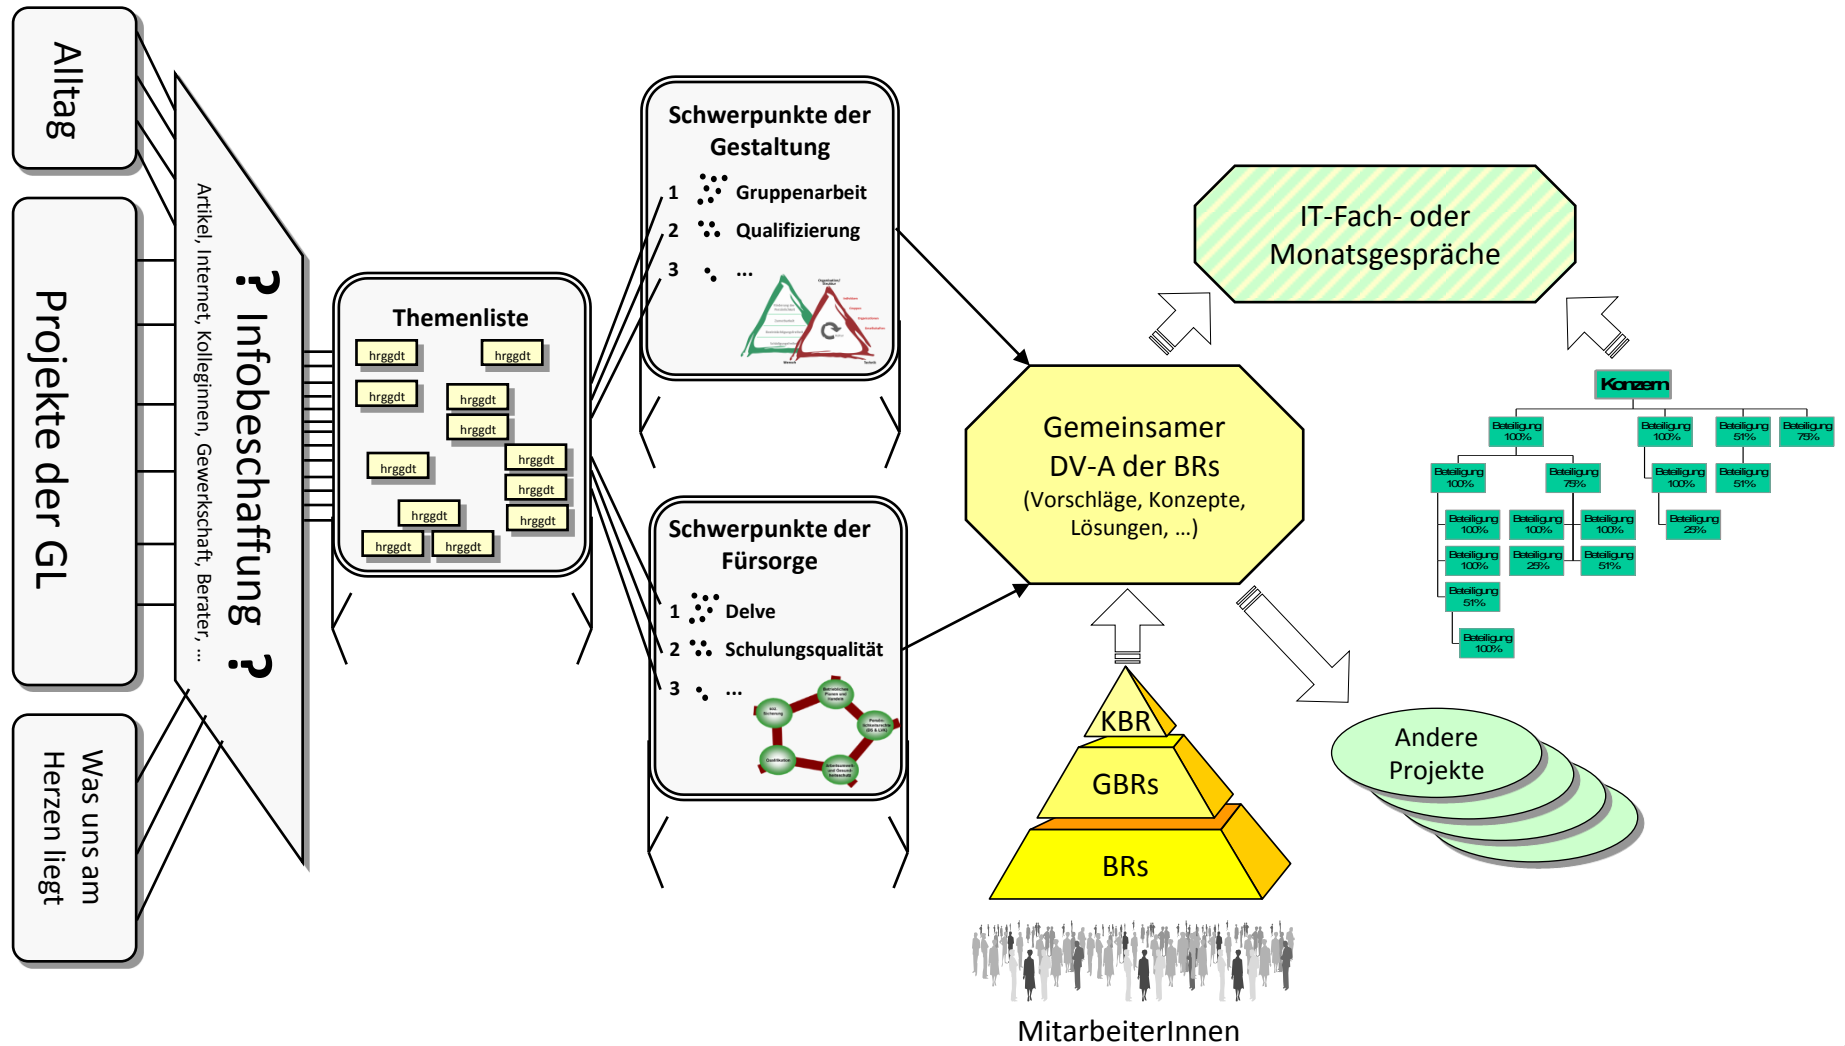 Alltag
Projekte der GL
Was uns am
Herzen liegt
? Infobeschaffung ?
Artikel, Internet, Kolleginnen, Gewerkschaft, Berater, ...
Themenliste
hrggdt
hrggdt
hrggdt
hrggdt
hrggdt
hrggdt
hrggdt
hrggdt
hrggdt
hrggdt
hrggdt
hrggdt
Schwerpunkte der
Gestaltung
1 Gruppenarbeit
2 Qualifizierung
3 ...
Mensch
Technik
Schwerpunkte der
Fürsorge
1 Delve
2 Schulungsqualität
3 ...
Qualifikation
Gemeinsamer
DV-A der BRs
(Vorschläge, Konzepte,
Lösungen, ...)
IT-Fach- oder
Monatsgespräche
KBR
GBRs
BRs
MitarbeiterInnen
Andere
Projekte
Konzern
Beteiligung
100%
Beteiligung
100%
Beteiligung
51%
Beteiligung
75%
Beteiligung
100%
Beteiligung
75%
Beteiligung
100%
Beteiligung
51%
Beteiligung
100%
Beteiligung
100%
Beteiligung
100%
Beteiligung
25%
Beteiligung
100%
Beteiligung
25%
Beteiligung
51%
Beteiligung
51%
Beteiligung
100%